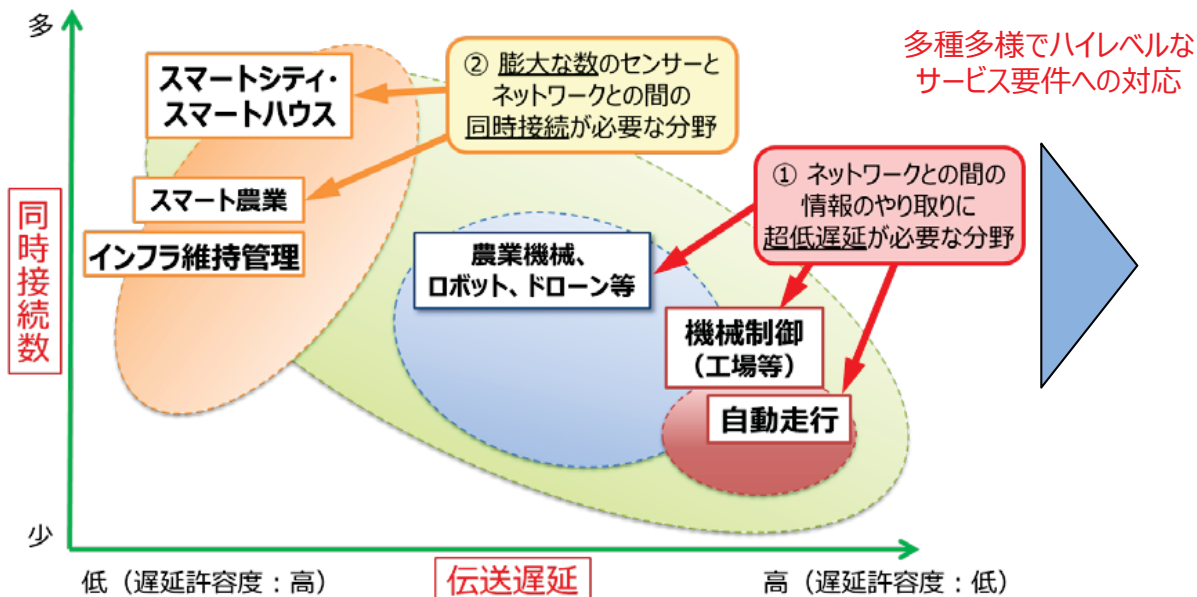 多種多様でハイレベルな
サービス要件への対応
多
スマートシティ・
スマートハウス
② 膨大な数のセンサーと
ネットワークとの間の
同時接続が必要な分野
① ネットワークとの間の
情報のやり取りに
超低遅延が必要な分野
スマート農業
インフラ維持管理
農業機械、
ロボット、ドローン等
機械制御
（工場等）
自動走行
同時接続数
少
低（遅延許容度：高）
伝送遅延
高（遅延許容度：低）